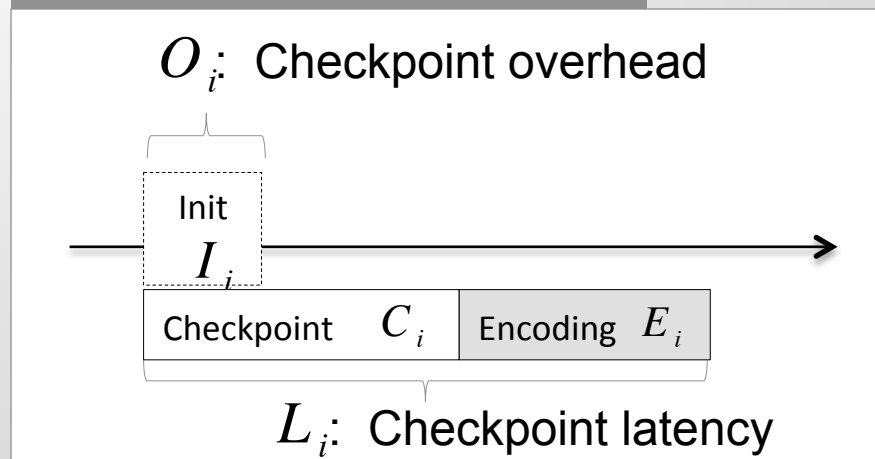 O_i: Checkpoint overhead
Init
I_i
Checkpoint C_i Encoding E_i
L_i: Checkpoint latency